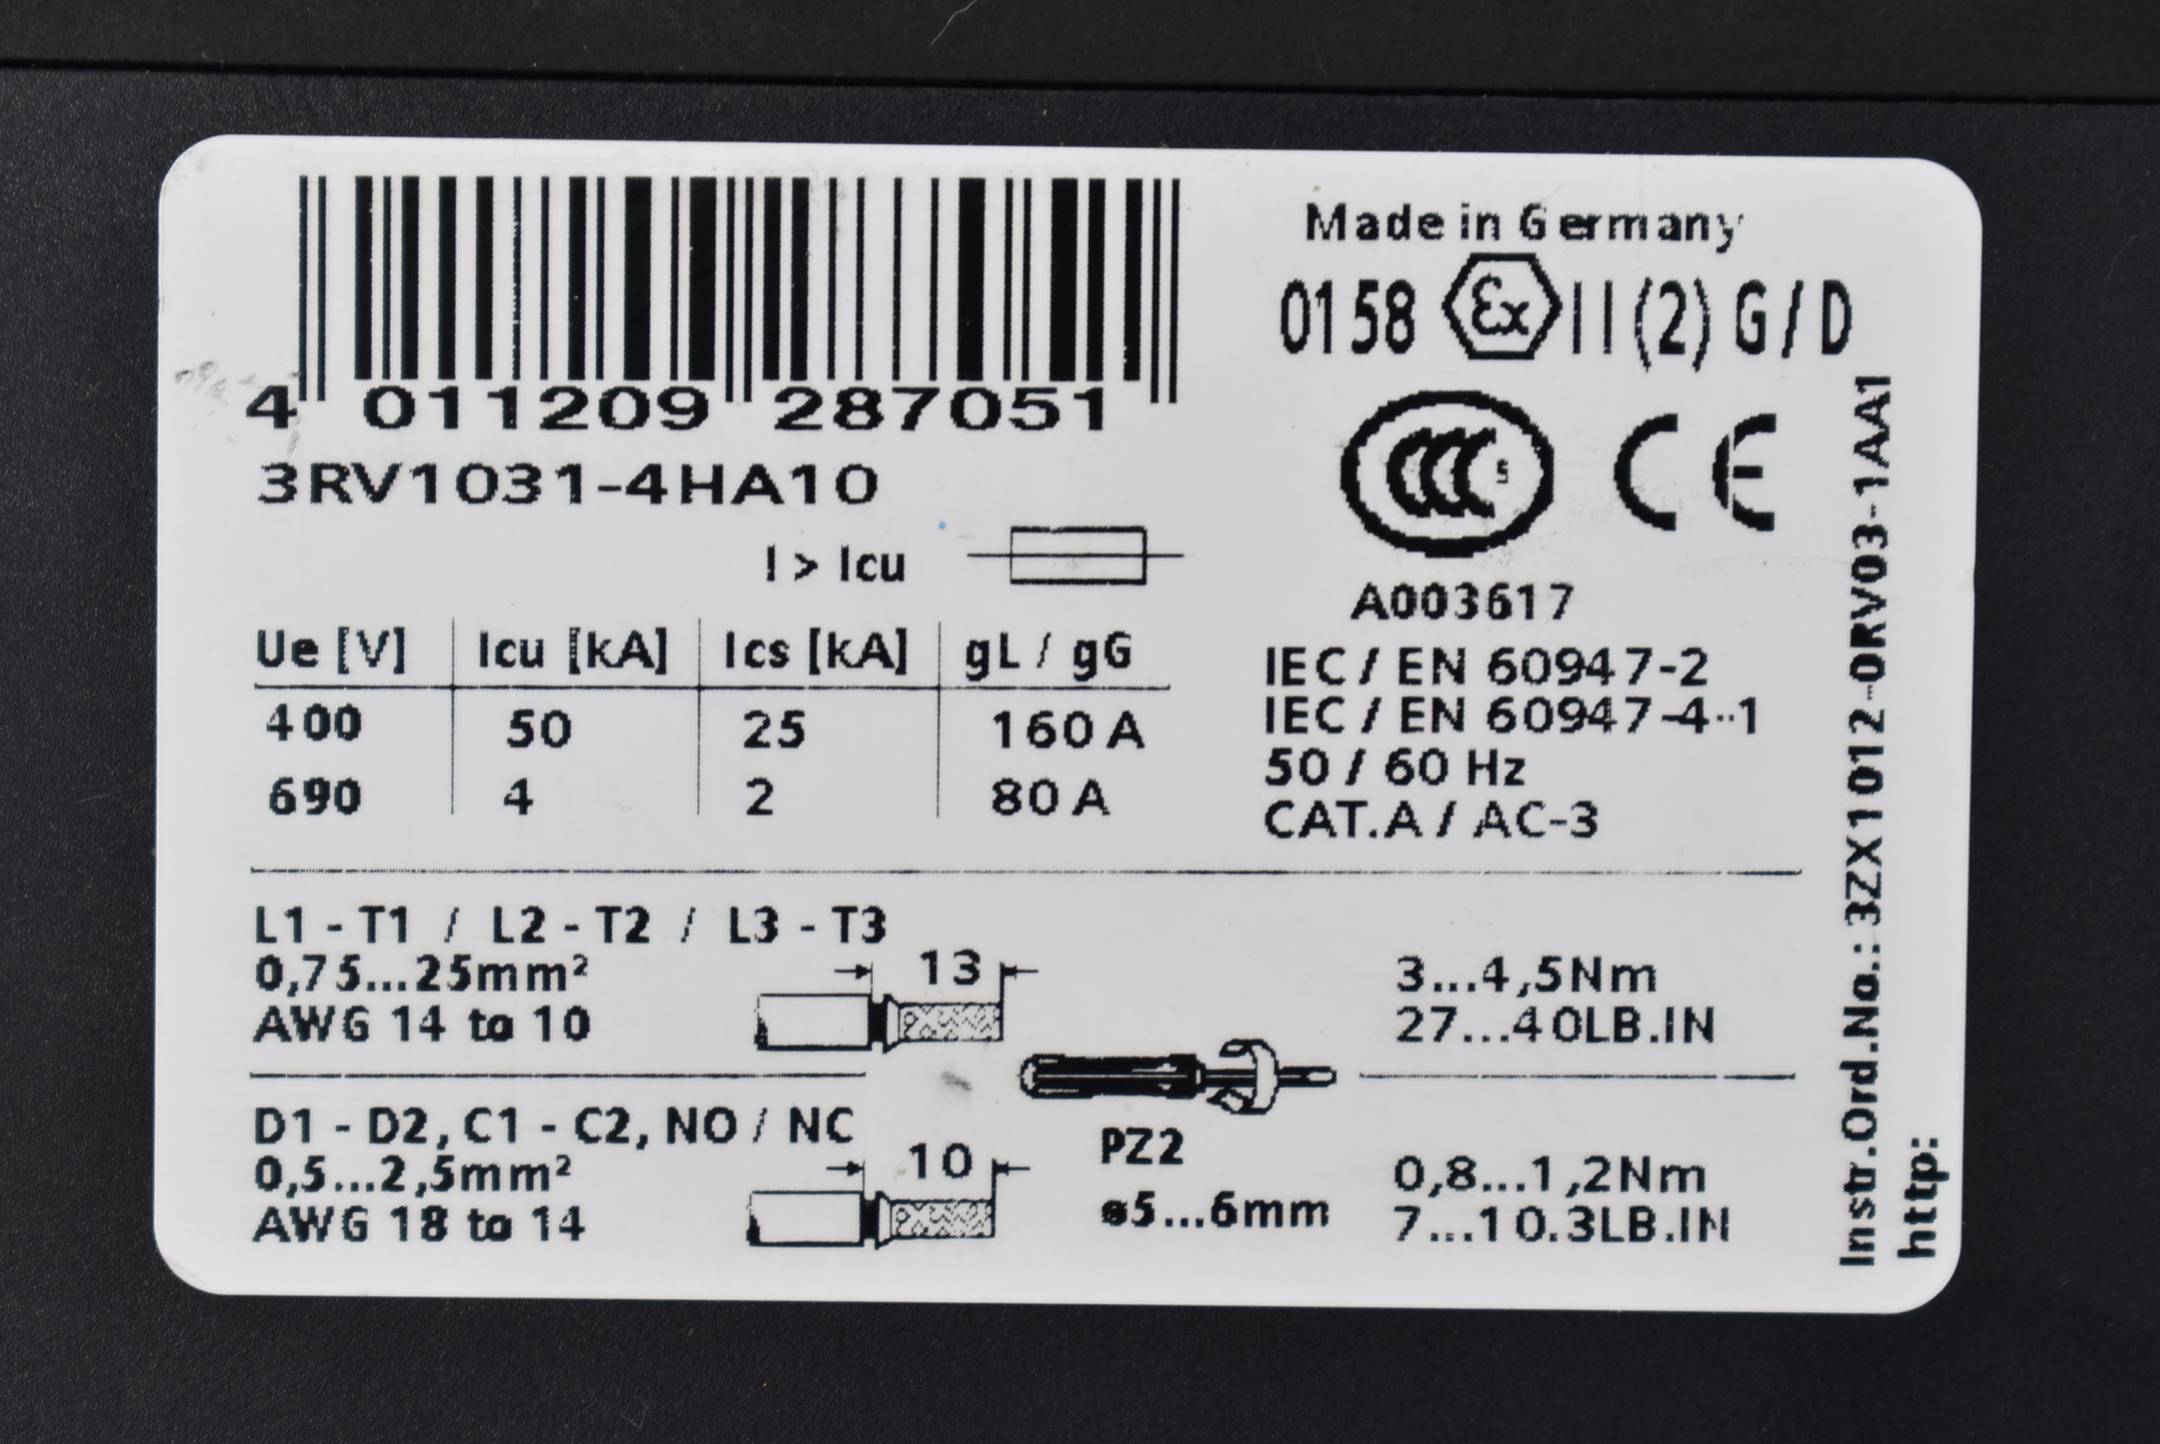 4 011209 287051
3RV1031-4HA10
I > Icu
Ue [V] Icu [kA] Ics [kA] gL / gG
400 50 25 160 A
690 4 2 80 A
Made in Germany
0158 Ex II (2) G / D
CCC S CE
A003617
IEC / EN 60947-2
IEC / EN 60947-4-1
50 / 60 Hz
CAT.A / AC-3
L1 - T1 / L2 - T2 / L3 - T3
0,75...25mm²
AWG 14 to 10
13
3...4,5Nm
27...40LB.IN
D1 - D2, C1 - C2, NO / NC
0,5...2,5mm²
AWG 18 to 14
10
PZ2
ø5...6mm
0,8...1,2Nm
7...10.3LB.IN
Instr.Ord.No.: 3ZX1012-0RV03-1AA1
http: